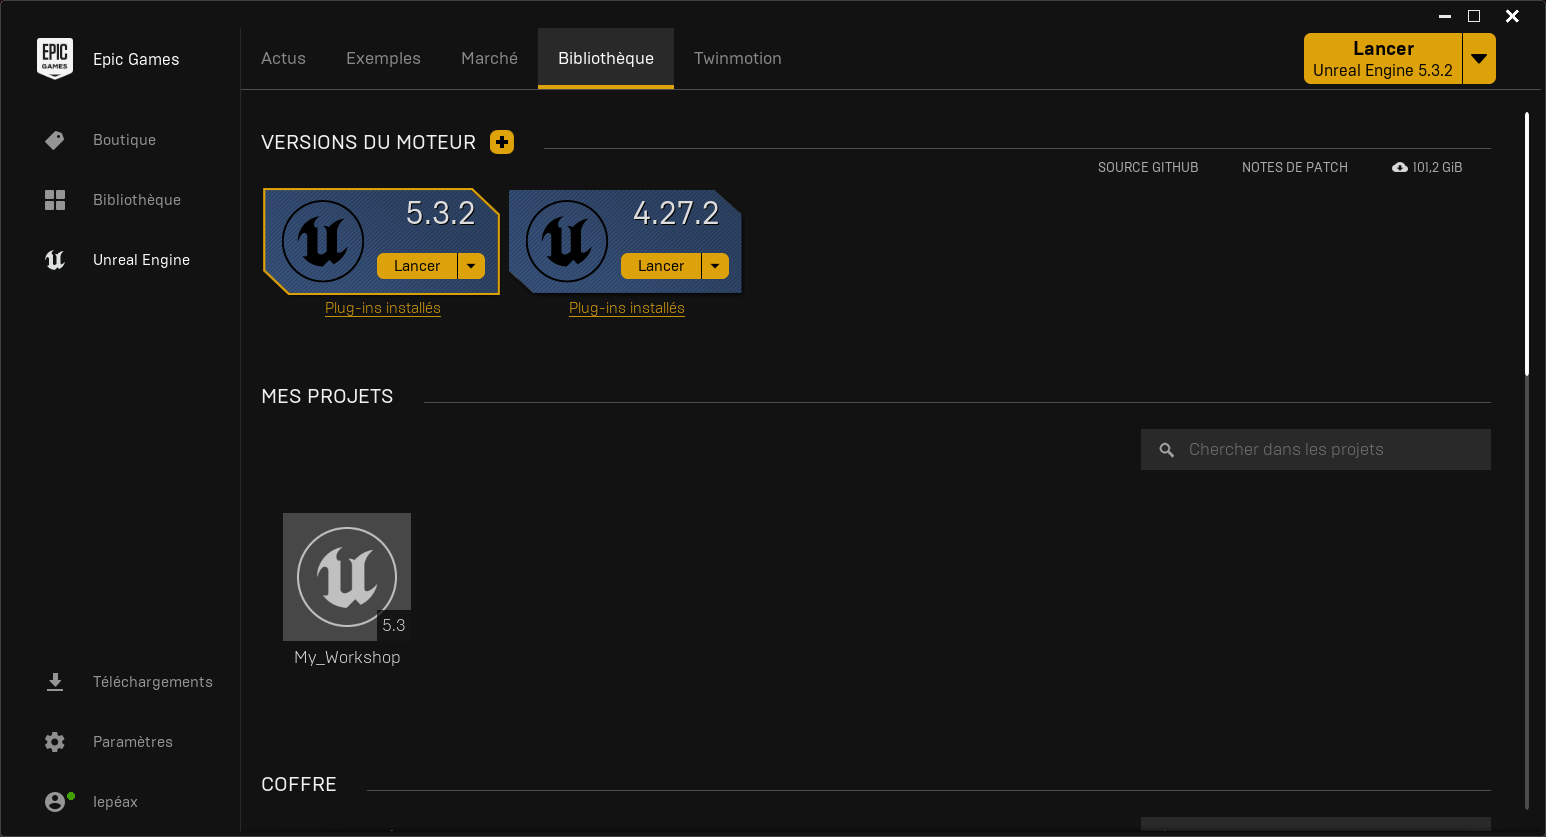 EPIC
GAMES
Epic Games
Boutique
Bibliothèque
Unreal Engine
Téléchargements
Paramètres
lepéax
Actus
Exemples
Marché
Bibliothèque
Twinmotion
Lancer
Unreal Engine 5.3.2
VERSIONS DU MOTEUR
SOURCE GITHUB
NOTES DE PATCH
101,2 GiB
5.3.2
Lancer
Plug-ins installés
4.27.2
Lancer
Plug-ins installés
MES PROJETS
Chercher dans les projets
5.3
My_Workshop
COFFRE